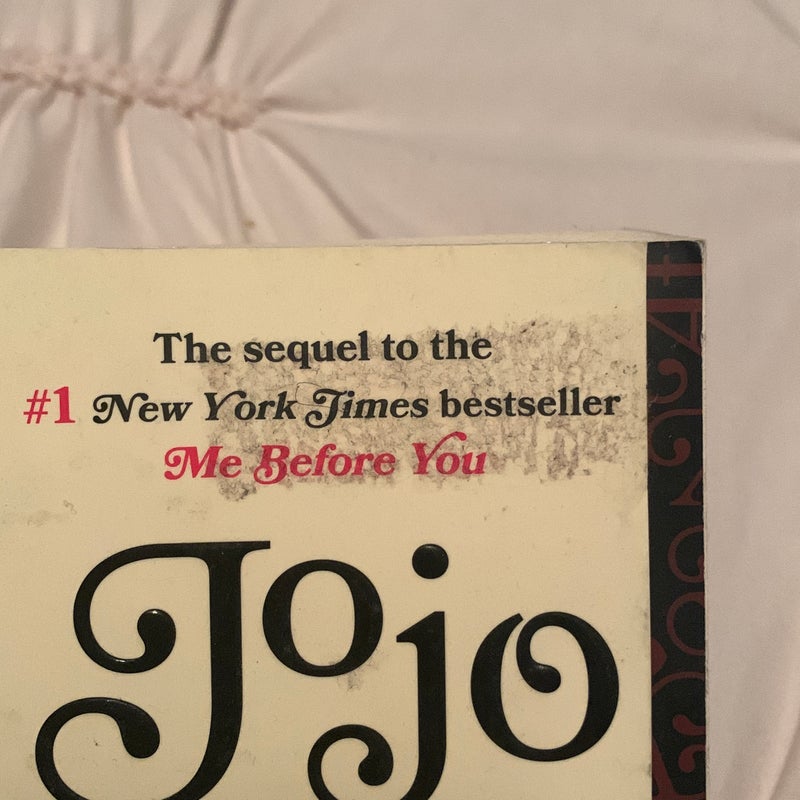 The sequel to the
#1 New York Times bestseller
Me Before You
Jojo